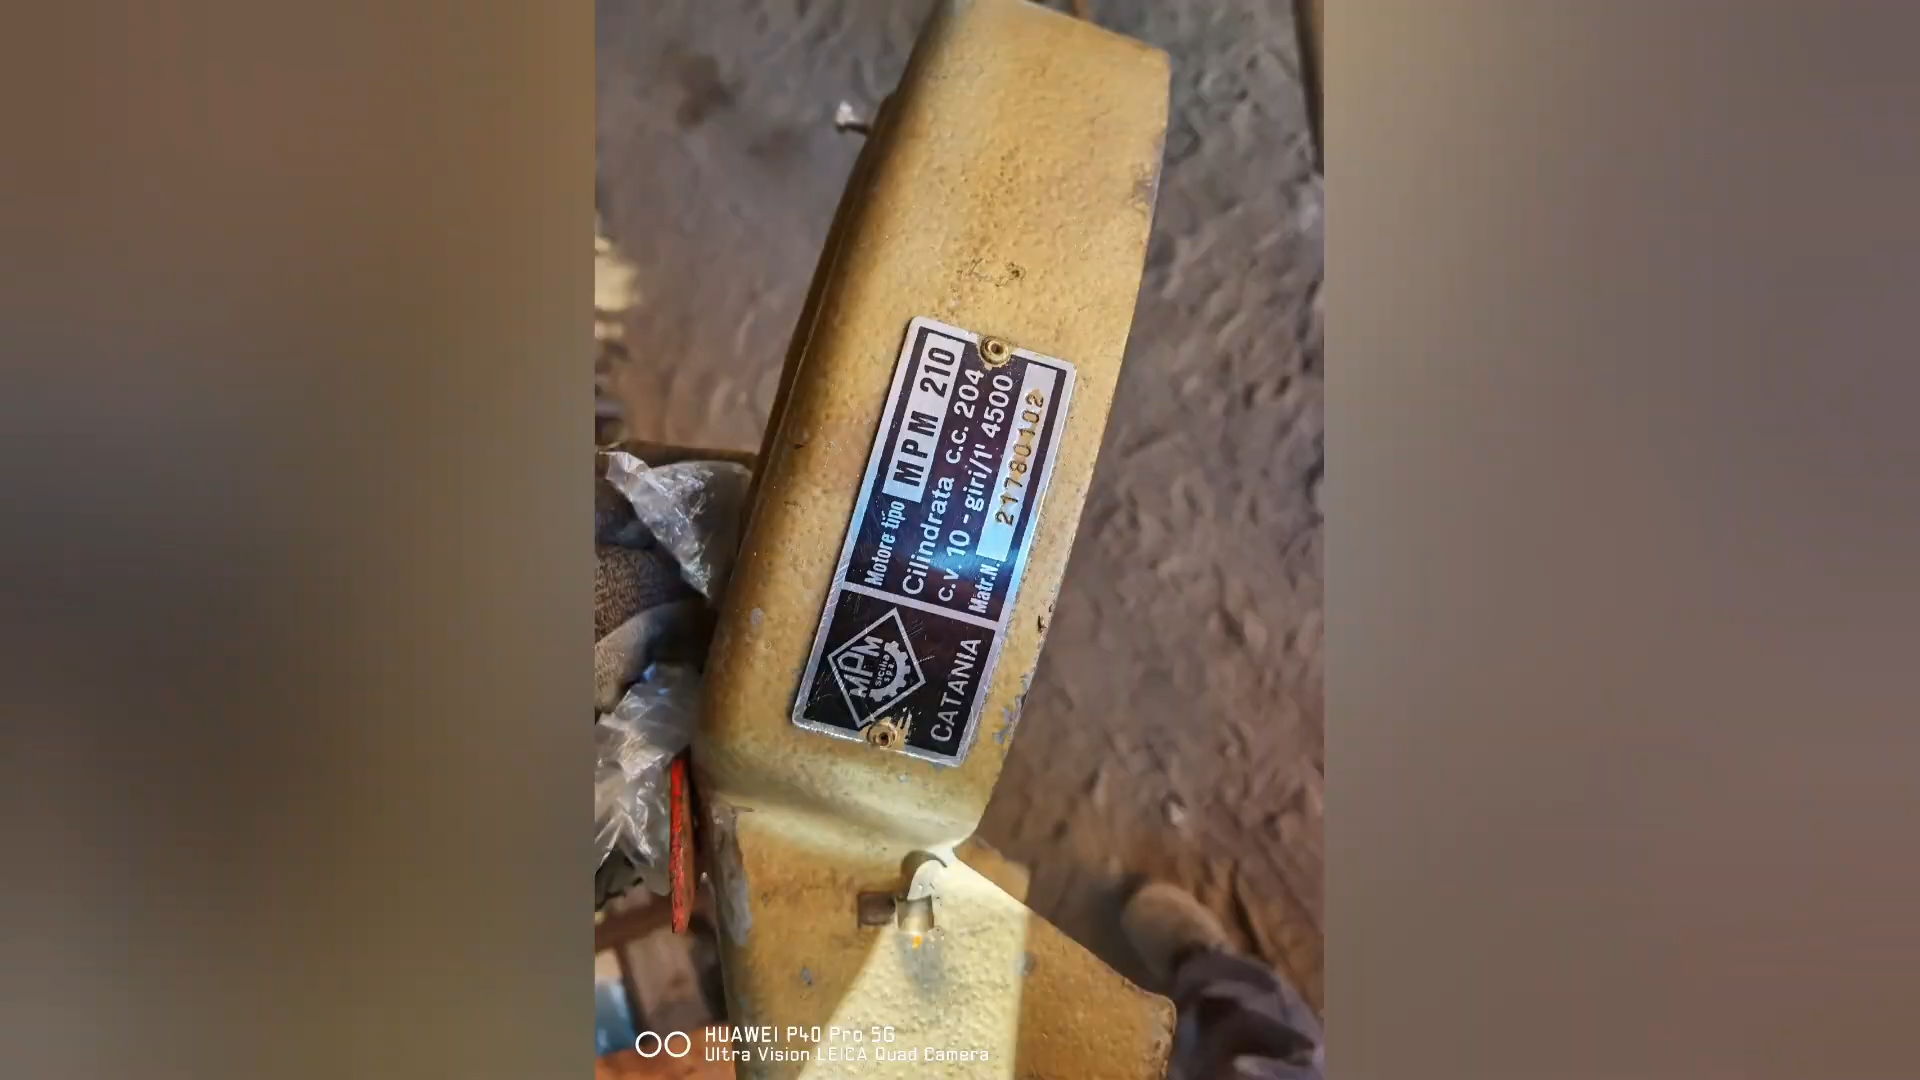 MPM
Sicilia
s.p.a.
CATANIA
Motore tipo MPM 210
Cilindrata c.c. 204
c.v. 10 - giri/1' 4500
Matr.N. 21780102
HUAWEI P40 Pro 5G
Ultra Vision LEICA Quad Camera